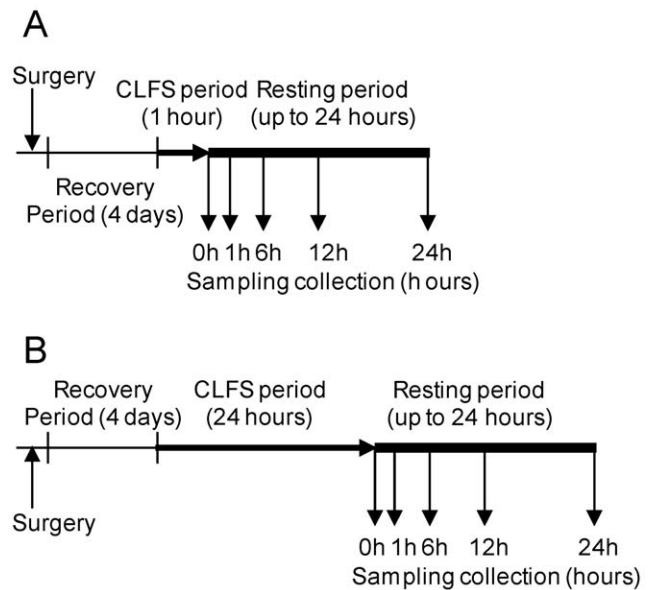 A
Surgery
CLFS period
(1 hour)
Resting period
(up to 24 hours)
Recovery
Period (4 days)
0h 1h 6h 12h 24h
Sampling collection (h ours)
B
Recovery
Period (4 days)
CLFS period
(24 hours)
Resting period
(up to 24 hours)
Surgery
0h 1h 6h 12h 24h
Sampling collection (hours)